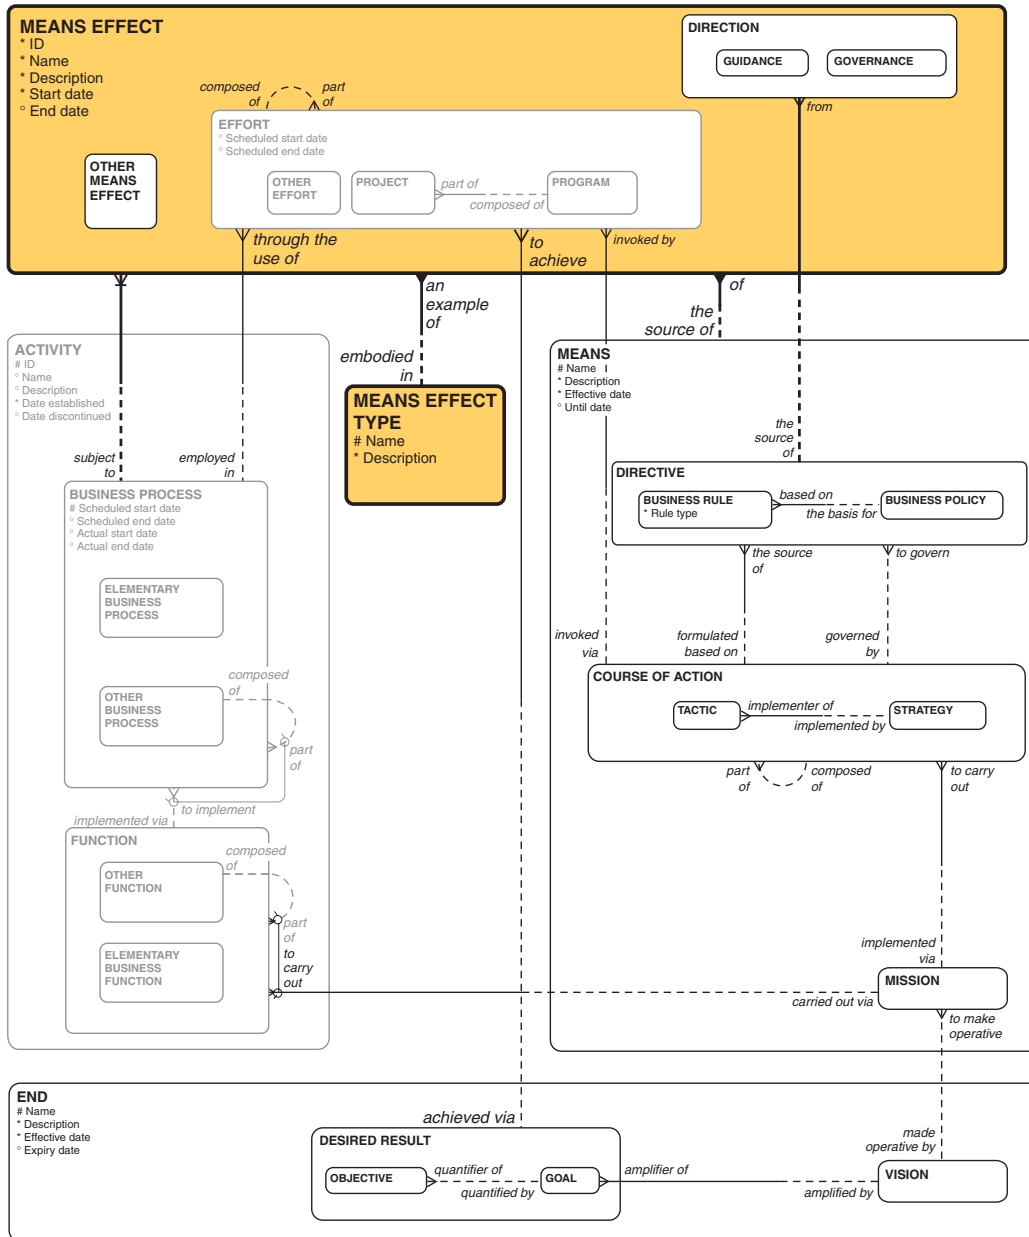 MEANS EFFECT
* ID
* Name
* Description
* Start date
° End date
DIRECTION
GUIDANCE
GOVERNANCE
from
composed
of
part
of
EFFORT
° Scheduled start date
° Scheduled end date
OTHER
MEANS
EFFECT
OTHER
EFFORT
PROJECT
part of
composed of
PROGRAM
through the
use of
to
achieve
invoked by
an
example
of
of
the
source of
embodied
in
MEANS EFFECT
TYPE
# Name
* Description
ACTIVITY
# ID
° Name
° Description
* Date established
° Date discontinued
subject
to
employed
in
BUSINESS PROCESS
# Scheduled start date
° Scheduled end date
° Actual start date
° Actual end date
ELEMENTARY
BUSINESS
PROCESS
composed
of
OTHER
BUSINESS
PROCESS
part
of
to implement
implemented via
FUNCTION
composed
of
OTHER
FUNCTION
part
of
to
carry
out
ELEMENTARY
BUSINESS
FUNCTION
MEANS
# Name
* Description
* Effective date
° Until date
the
source
of
DIRECTIVE
BUSINESS RULE
* Rule type
based on
the basis for
BUSINESS POLICY
the source
of
to govern
invoked
via
formulated
based on
governed
by
COURSE OF ACTION
TACTIC
implementer of
implemented by
STRATEGY
part
of
composed
of
to carry
out
implemented
via
MISSION
carried out via
to make
operative
END
# Name
* Description
* Effective date
° Expiry date
achieved via
made
operative by
DESIRED RESULT
OBJECTIVE
quantifier of
quantified by
GOAL
amplifier of
amplified by
VISION